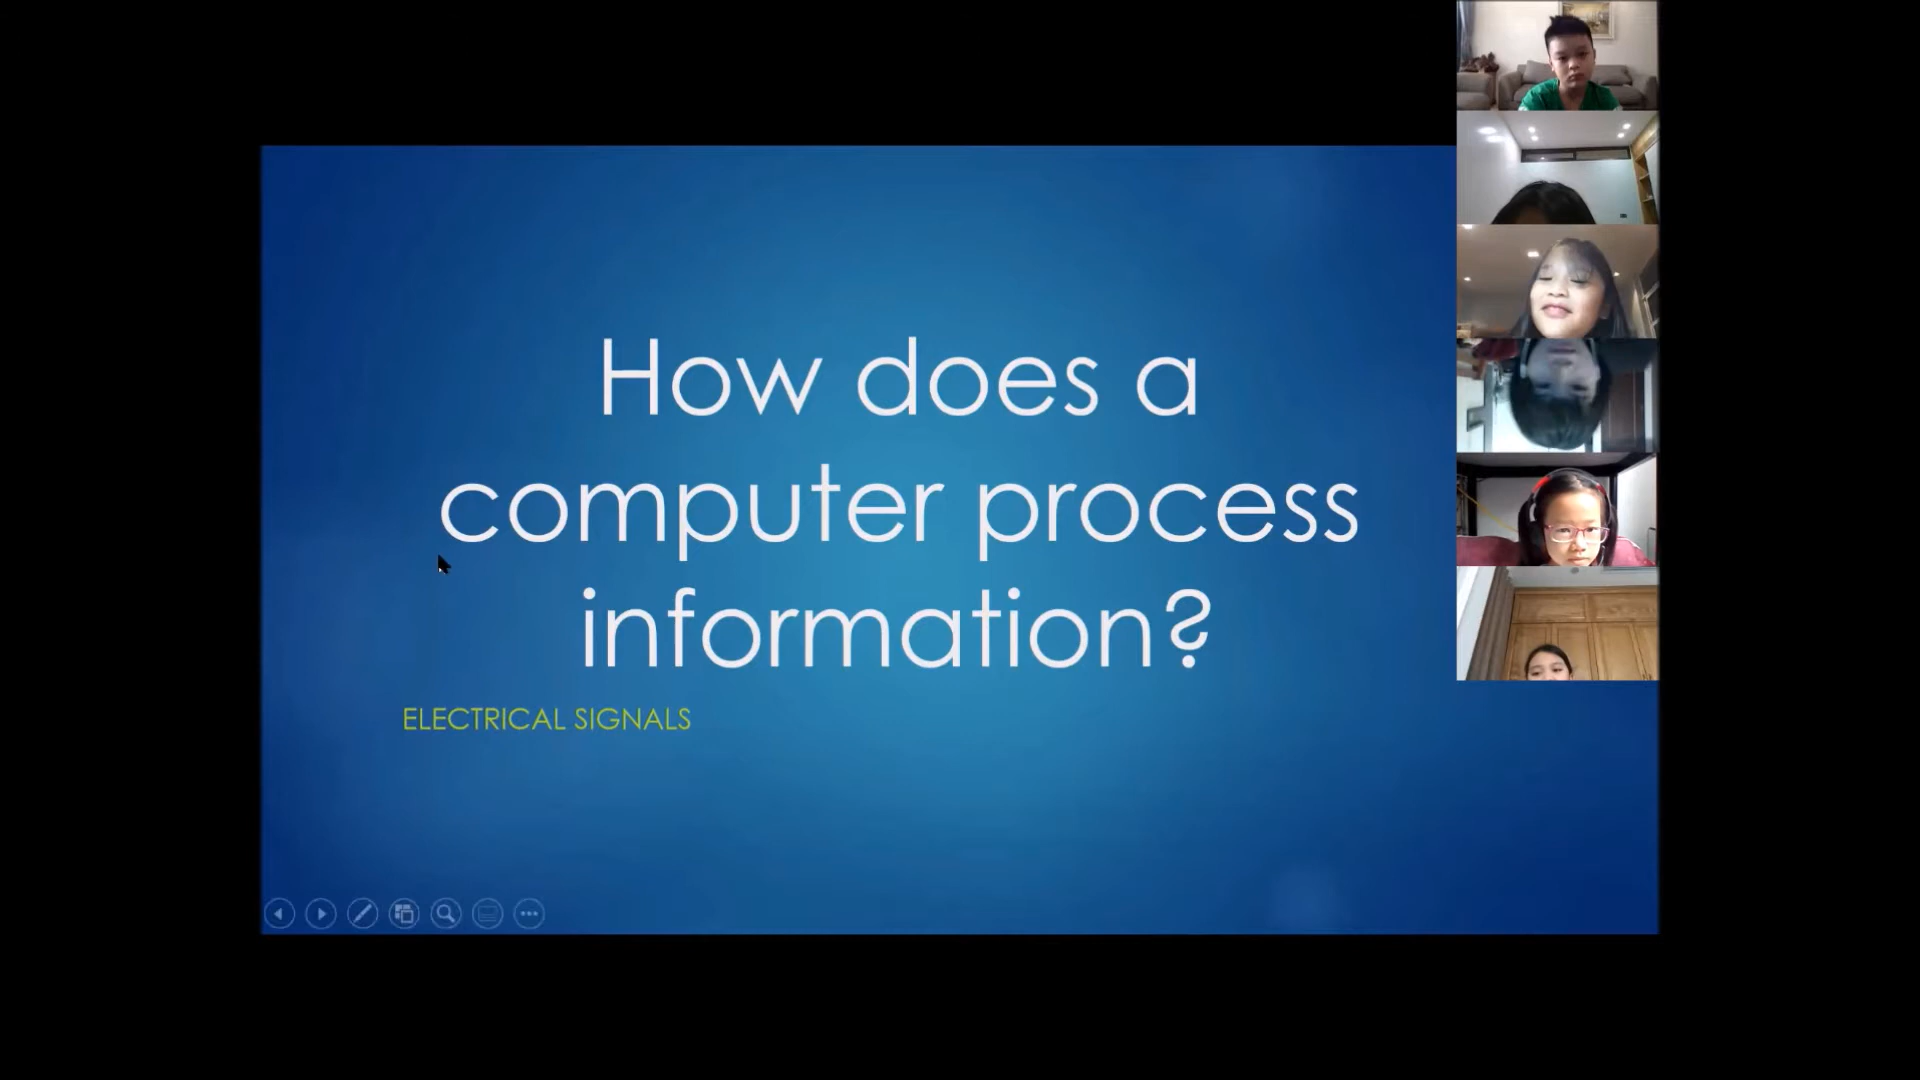 How does a
computer process
information?
ELECTRICAL SIGNALS